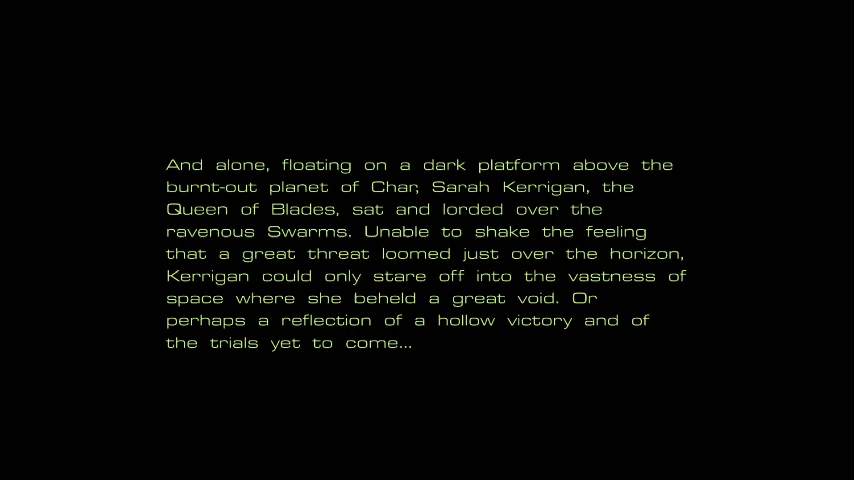 And alone, floating on a dark platform above the
burnt-out planet of Char, Sarah Kerrigan, the
Queen of Blades, sat and lorded over the
ravenous Swarms. Unable to shake the feeling
that a great threat loomed just over the horizon,
Kerrigan could only stare off into the vastness of
space where she beheld a great void. Or
perhaps a reflection of a hollow victory and of
the trials yet to come...